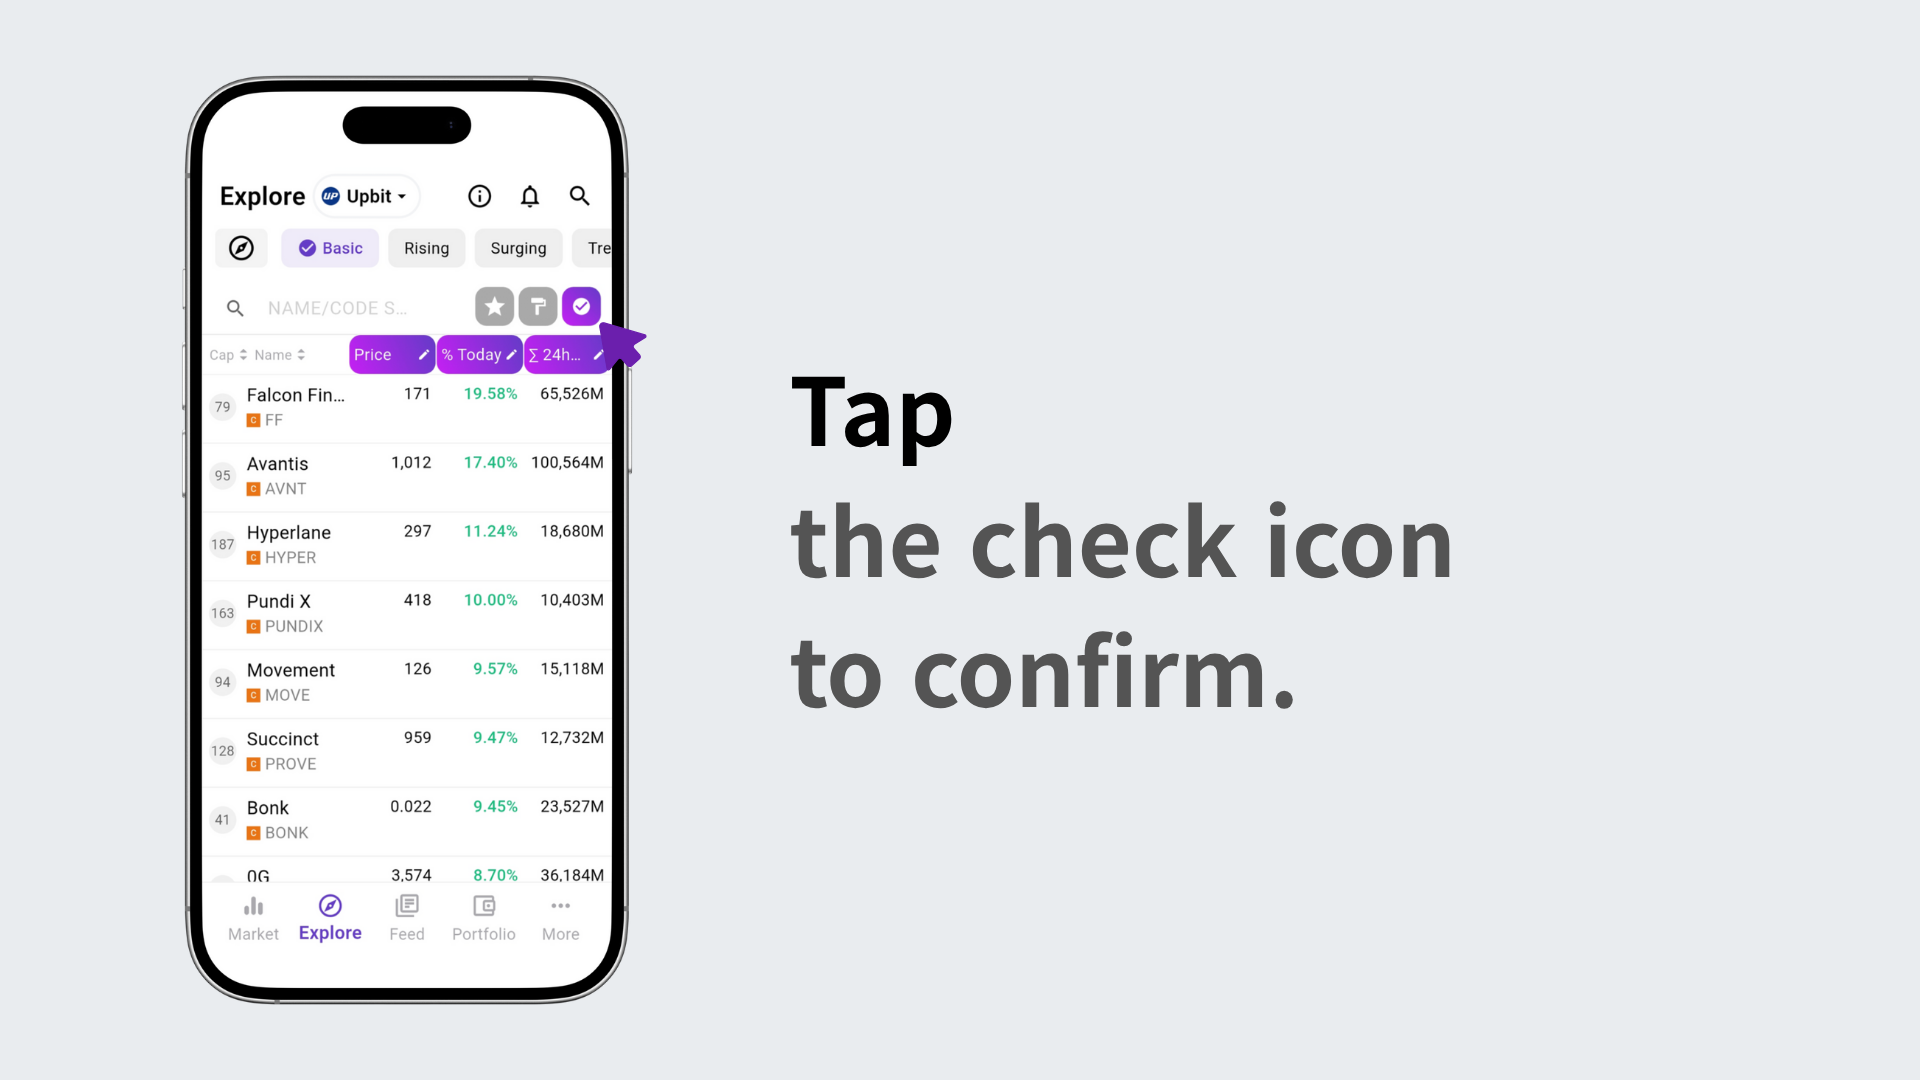 Explore UP Upbit
Basic Rising Surging Tre
NAME/CODE S...
Cap Name Price % Today ∑ 24h...
79 Falcon Fin... 171 19.58% 65,526M
C FF
95 Avantis 1,012 17.40% 100,564M
C AVNT
187 Hyperlane 297 11.24% 18,680M
C HYPER
163 Pundi X 418 10.00% 10,403M
C PUNDIX
94 Movement 126 9.57% 15,118M
C MOVE
128 Succinct 959 9.47% 12,732M
C PROVE
41 Bonk 0.022 9.45% 23,527M
C BONK
0G 3,574 8.70% 36,184M
Market Explore Feed Portfolio More
Tap
the check icon
to confirm.